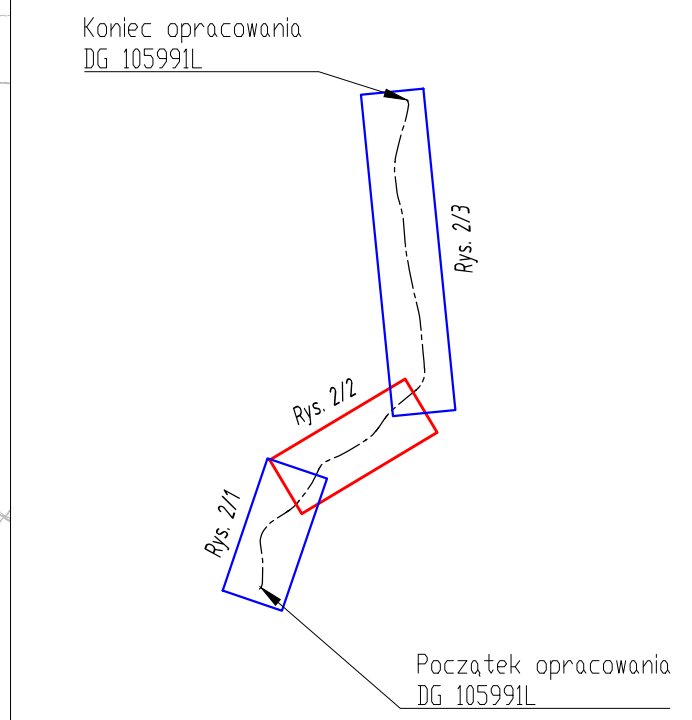 Koniec opracowania
DG 105991L
Rys. 2/3
Rys. 2/2
Rys. 2/1
Początek opracowania
DG 105991L